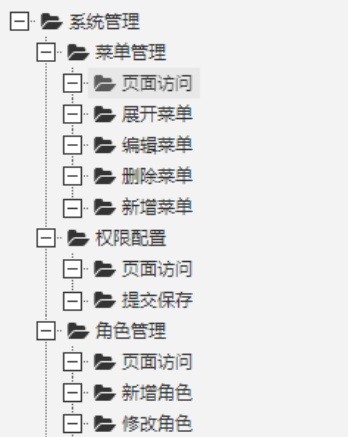 系统管理
菜单管理
页面访问
展开菜单
编辑菜单
删除菜单
新增菜单
权限配置
页面访问
提交保存
角色管理
页面访问
新增角色
修改角色